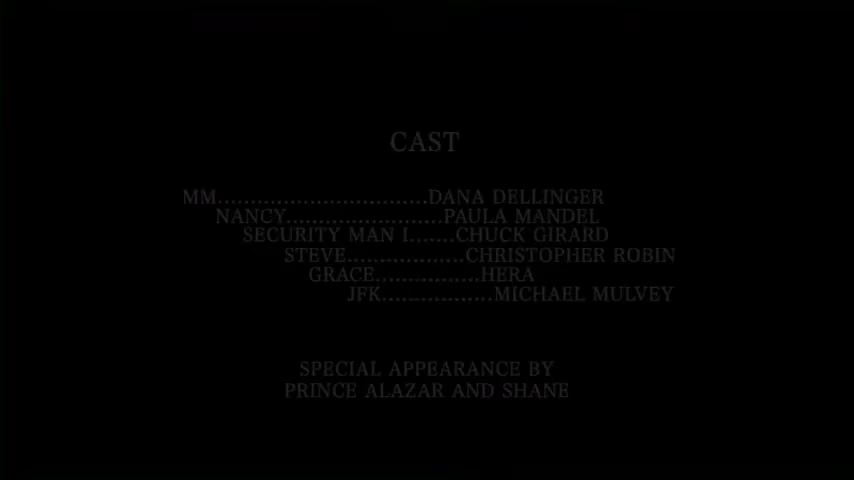 CAST
MM................................DANA DELLINGER
NANCY........................PAULA MANDEL
SECURITY MAN I.......CHUCK GIRARD
STEVE..................CHRISTOPHER ROBIN
GRACE................HERA
JFK.................MICHAEL MULVEY
SPECIAL APPEARANCE BY
PRINCE ALAZAR AND SHANE